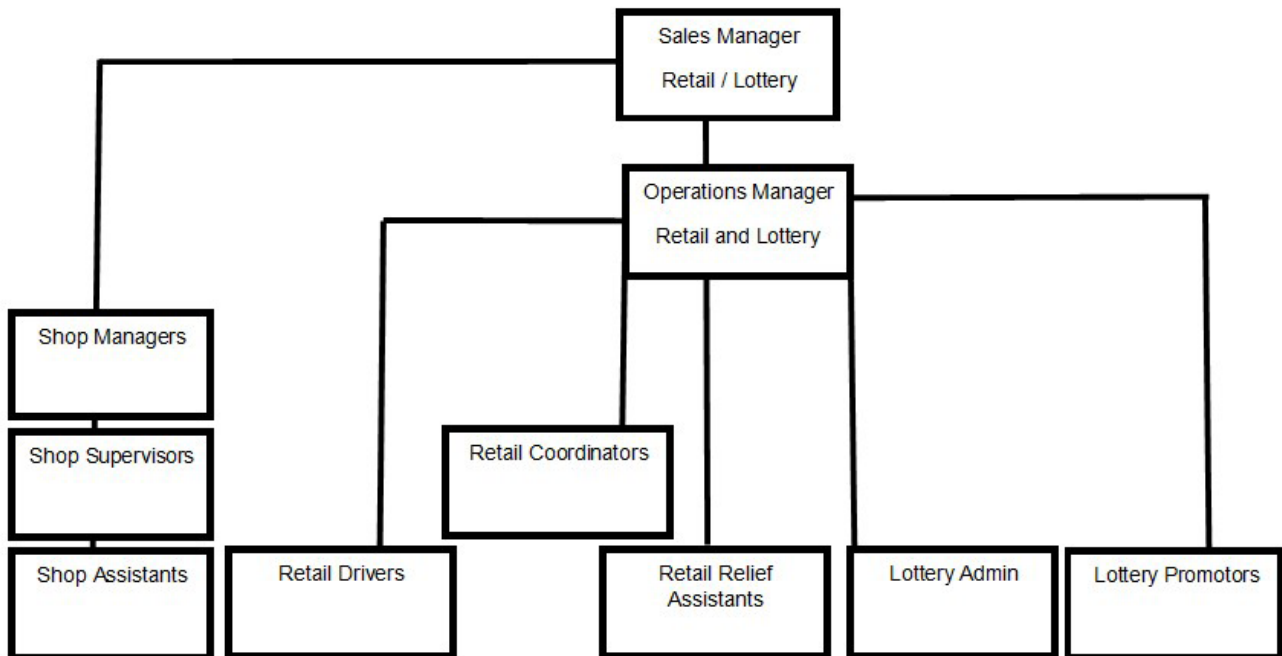 Sales Manager
Retail / Lottery
Operations Manager
Retail and Lottery
Shop Managers
Shop Supervisors
Retail Coordinators
Shop Assistants
Retail Drivers
Retail Relief
Assistants
Lottery Admin
Lottery Promotors